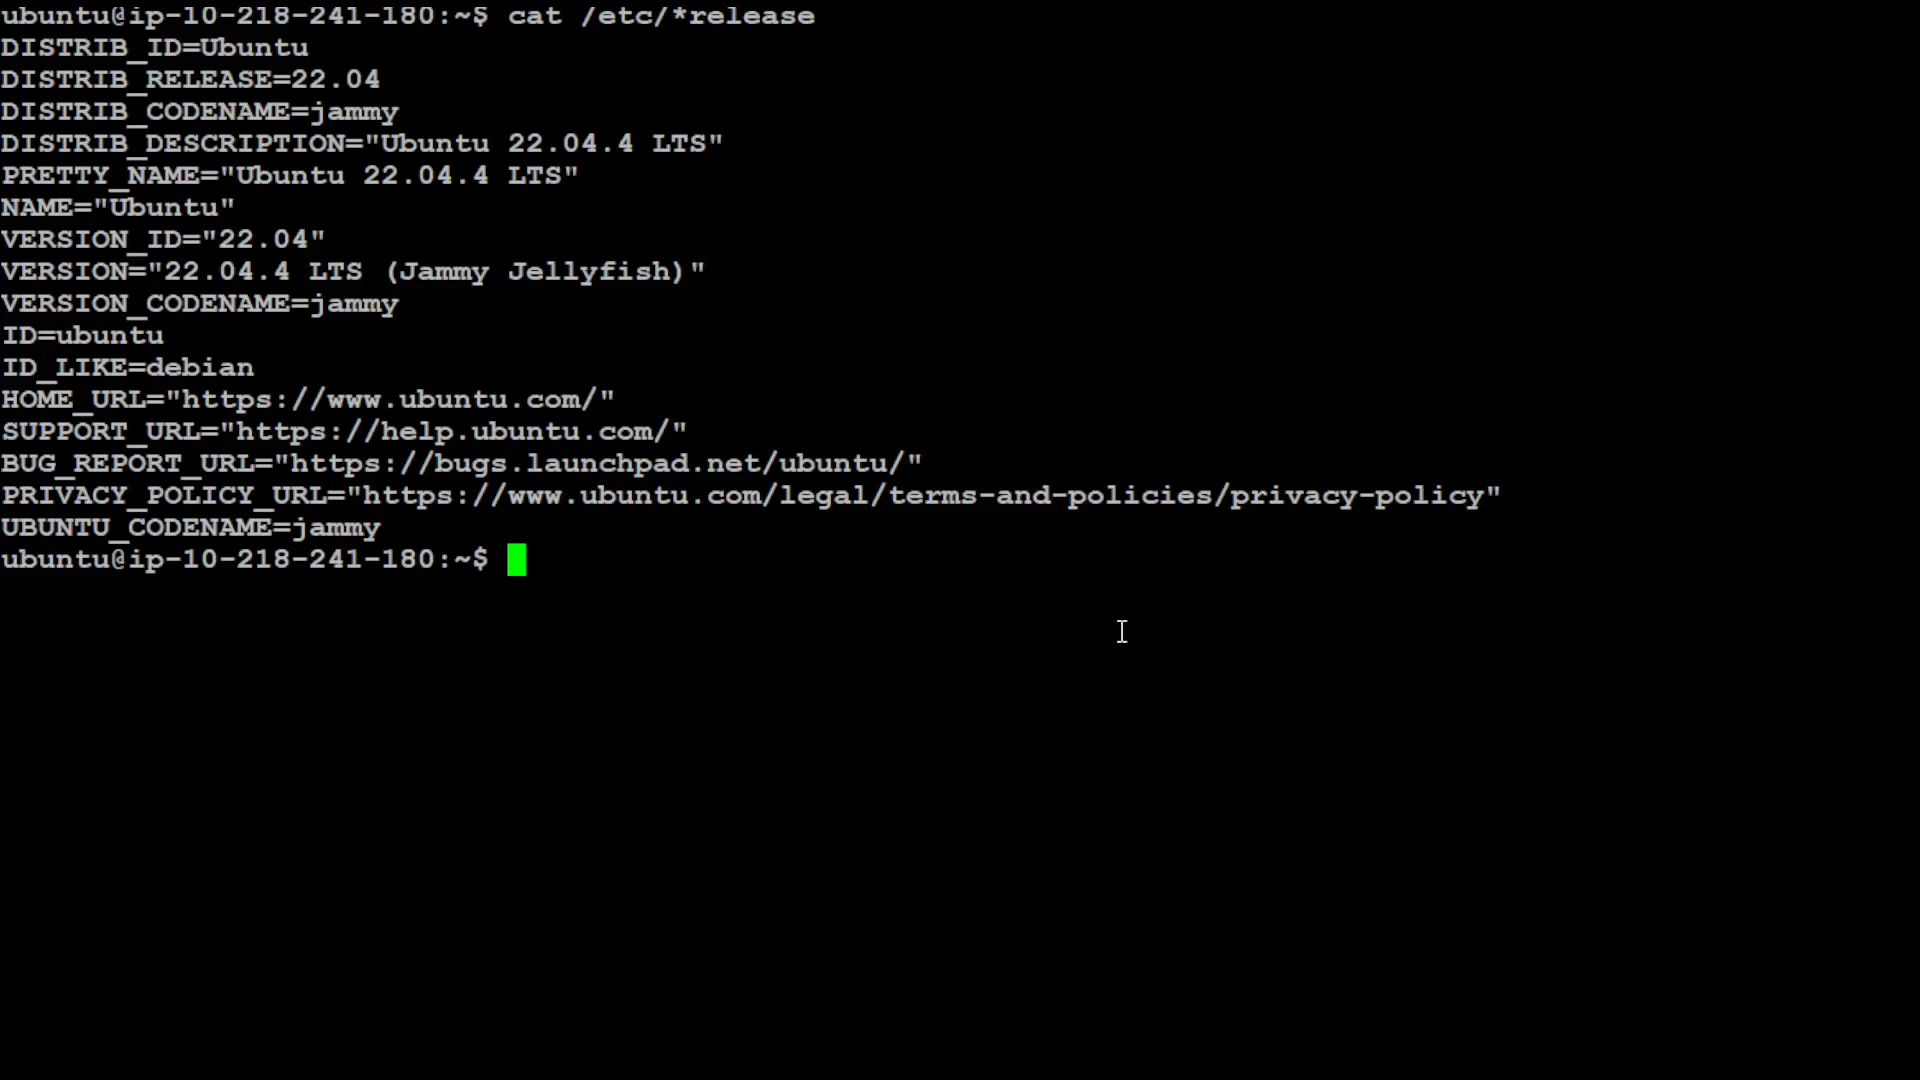 ubuntu@ip-10-218-241-180:~$ cat /etc/*release
DISTRIB_ID=Ubuntu
DISTRIB_RELEASE=22.04
DISTRIB_CODENAME=jammy
DISTRIB_DESCRIPTION="Ubuntu 22.04.4 LTS"
PRETTY_NAME="Ubuntu 22.04.4 LTS"
NAME="Ubuntu"
VERSION_ID="22.04"
VERSION="22.04.4 LTS (Jammy Jellyfish)"
VERSION_CODENAME=jammy
ID=ubuntu
ID_LIKE=debian
HOME_URL="https://www.ubuntu.com/"
SUPPORT_URL="https://help.ubuntu.com/"
BUG_REPORT_URL="https://bugs.launchpad.net/ubuntu/"
PRIVACY_POLICY_URL="https://www.ubuntu.com/legal/terms-and-policies/privacy-policy"
UBUNTU_CODENAME=jammy
ubuntu@ip-10-218-241-180:~$